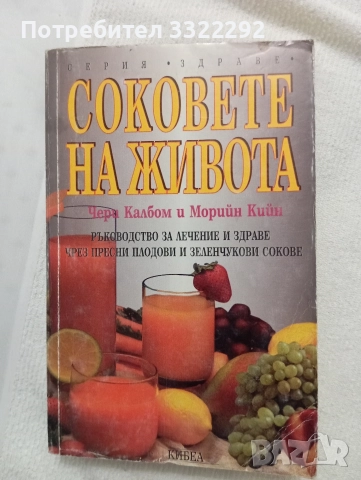 Потребител 3322292
СЕРИЯ • ЗДРАВЕ •
СОКОВЕТЕ
НА ЖИВОТА
Чери Калбом и Морийн Кийн
РЪКОВОДСТВО ЗА ЛЕЧЕНИЕ И ЗДРАВЕ
ЧРЕЗ ПРЕСНИ ПЛОДОВИ И ЗЕЛЕНЧУКОВИ СОКОВЕ
КИБЕА
BAZAR